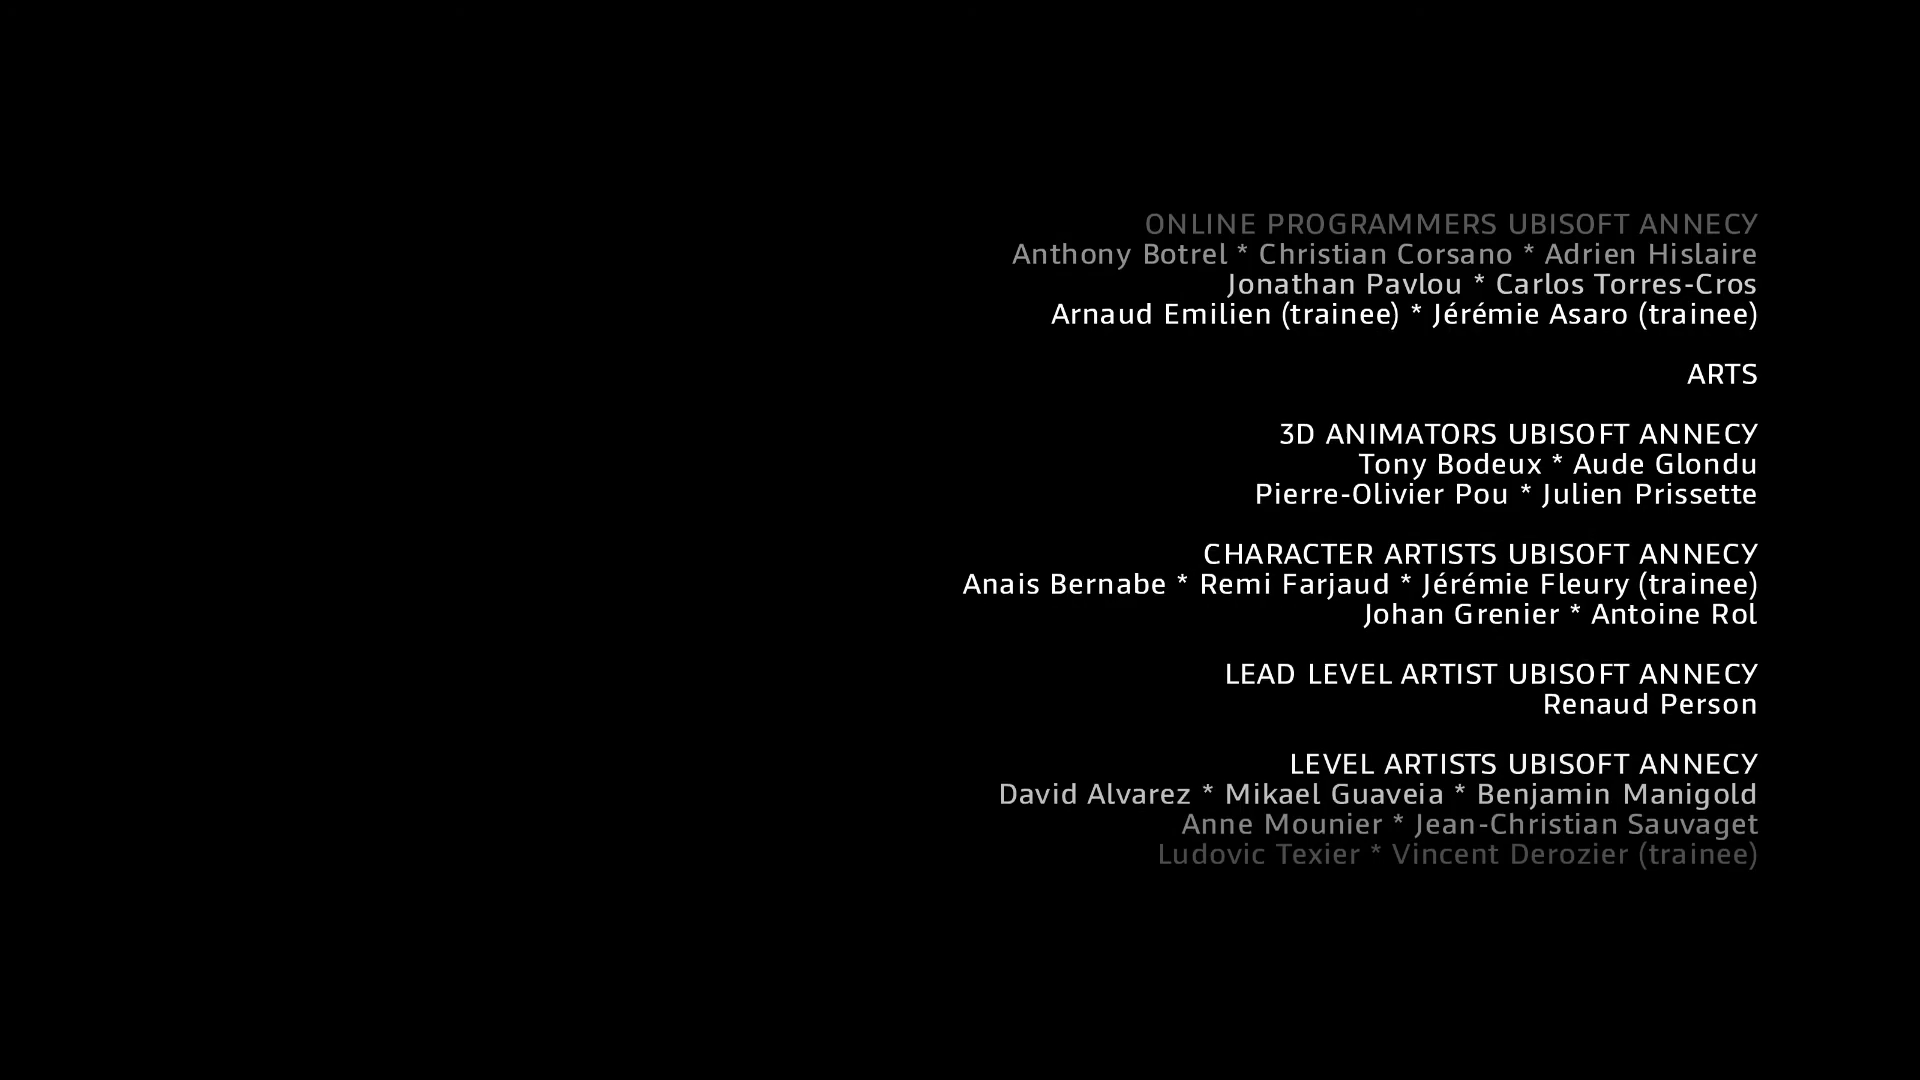 ONLINE PROGRAMMERS UBISOFT ANNECY
Anthony Botrel * Christian Corsano * Adrien Hislaire
Jonathan Pavlou * Carlos Torres-Cros
Arnaud Emilien (trainee) * Jérémie Asaro (trainee)
ARTS
3D ANIMATORS UBISOFT ANNECY
Tony Bodeux * Aude Glondu
Pierre-Olivier Pou * Julien Prissette
CHARACTER ARTISTS UBISOFT ANNECY
Anais Bernabe * Remi Farjaud * Jérémie Fleury (trainee)
Johan Grenier * Antoine Rol
LEAD LEVEL ARTIST UBISOFT ANNECY
Renaud Person
LEVEL ARTISTS UBISOFT ANNECY
David Alvarez * Mikael Guaveia * Benjamin Manigold
Anne Mounier * Jean-Christian Sauvaget
Ludovic Texier * Vincent Derozier (trainee)